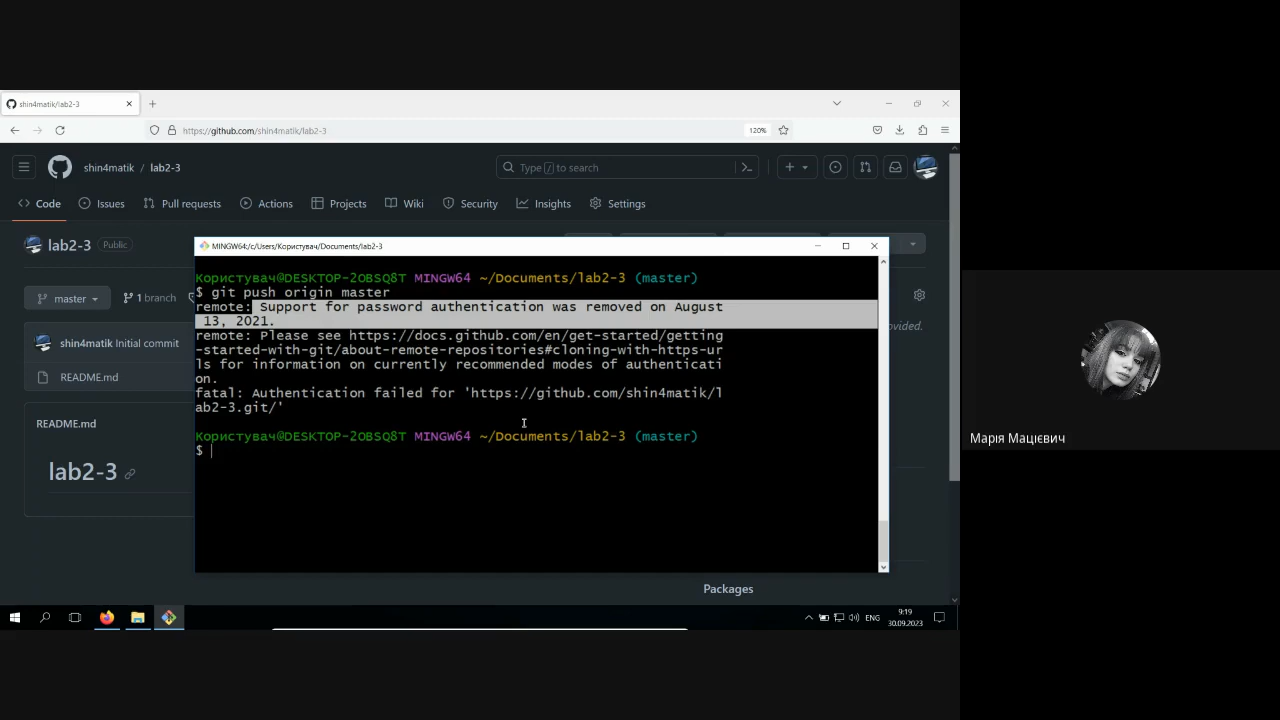 shin4matik/lab2-3
https://github.com/shin4matik/lab2-3
120%
shin4matik / lab2-3
Type / to search
Code
Issues
Pull requests
Actions
Projects
Wiki
Security
Insights
Settings
lab2-3
Public
MINGW64:/c/Users/Користувач/Documents/lab2-3
master
1 branch
shin4matik Initial commit
README.md
README.md
lab2-3
Користувач@DESKTOP-2OBSQ8T MINGW64 ~/Documents/lab2-3 (master)
$ git push origin master
remote: Support for password authentication was removed on August
13, 2021.
remote: Please see https://docs.github.com/en/get-started/getting
-started-with-git/about-remote-repositories#cloning-with-https-ur
ls for information on currently recommended modes of authenticati
on.
fatal: Authentication failed for 'https://github.com/shin4matik/l
ab2-3.git/'
Користувач@DESKTOP-2OBSQ8T MINGW64 ~/Documents/lab2-3 (master)
$
ovided.
Packages
ENG
9:19
30.09.2023
Марія Мацієвич